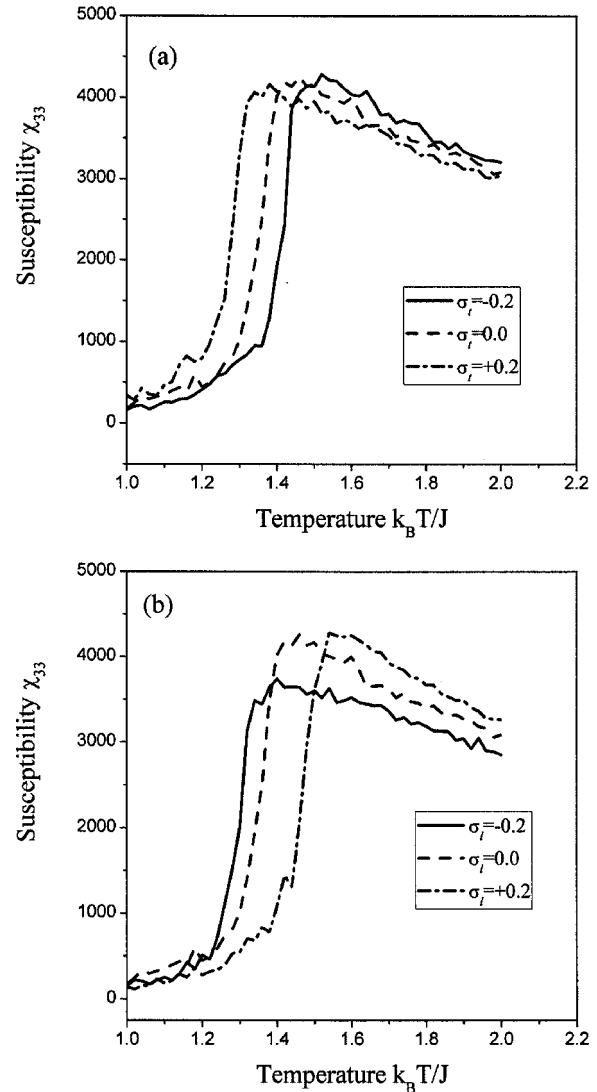 (a)
5000
4000
3000
2000
1000
0
Susceptibility χ₃₃
σₜ=-0.2
σₜ=0.0
σₜ=+0.2
1.0 1.2 1.4 1.6 1.8 2.0 2.2
Temperature k_BT/J
(b)
5000
4000
3000
2000
1000
0
Susceptibility χ₃₃
σₗ=-0.2
σₗ=0.0
σₗ=+0.2
1.0 1.2 1.4 1.6 1.8 2.0 2.2
Temperature k_BT/J